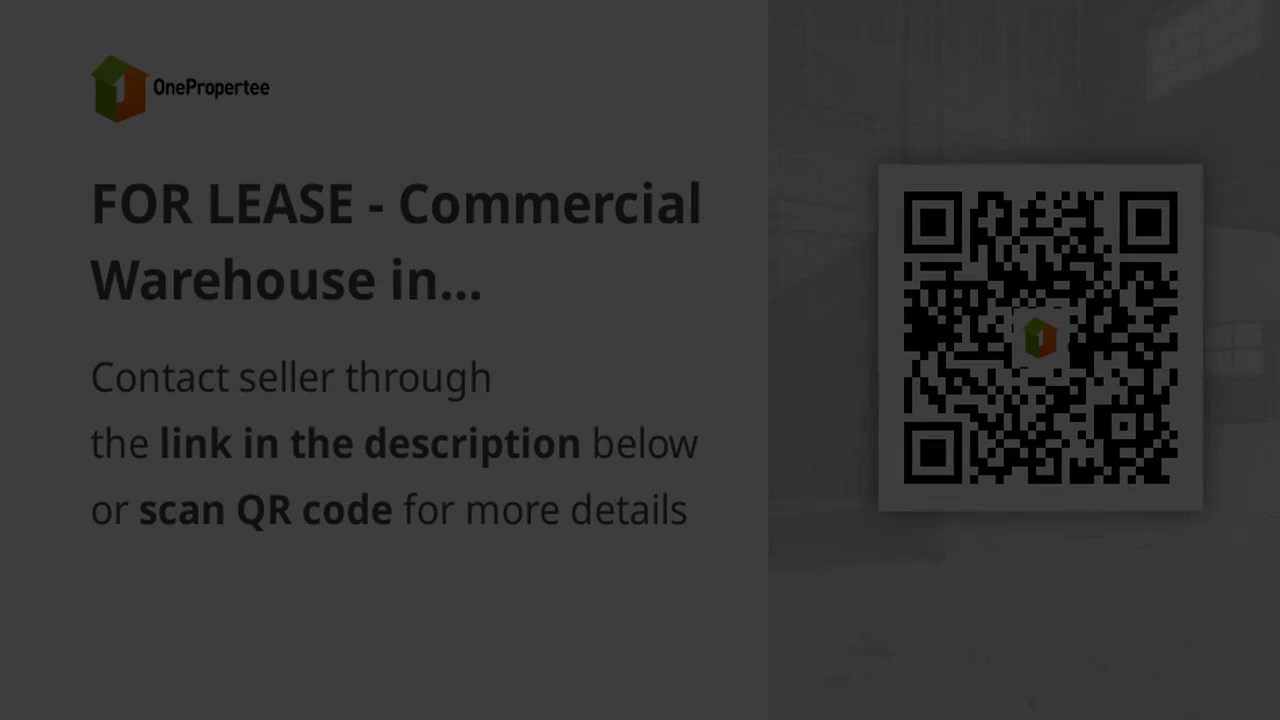 OnePropertee
FOR LEASE - Commercial
Warehouse in...
Contact seller through
the link in the description below
or scan QR code for more details